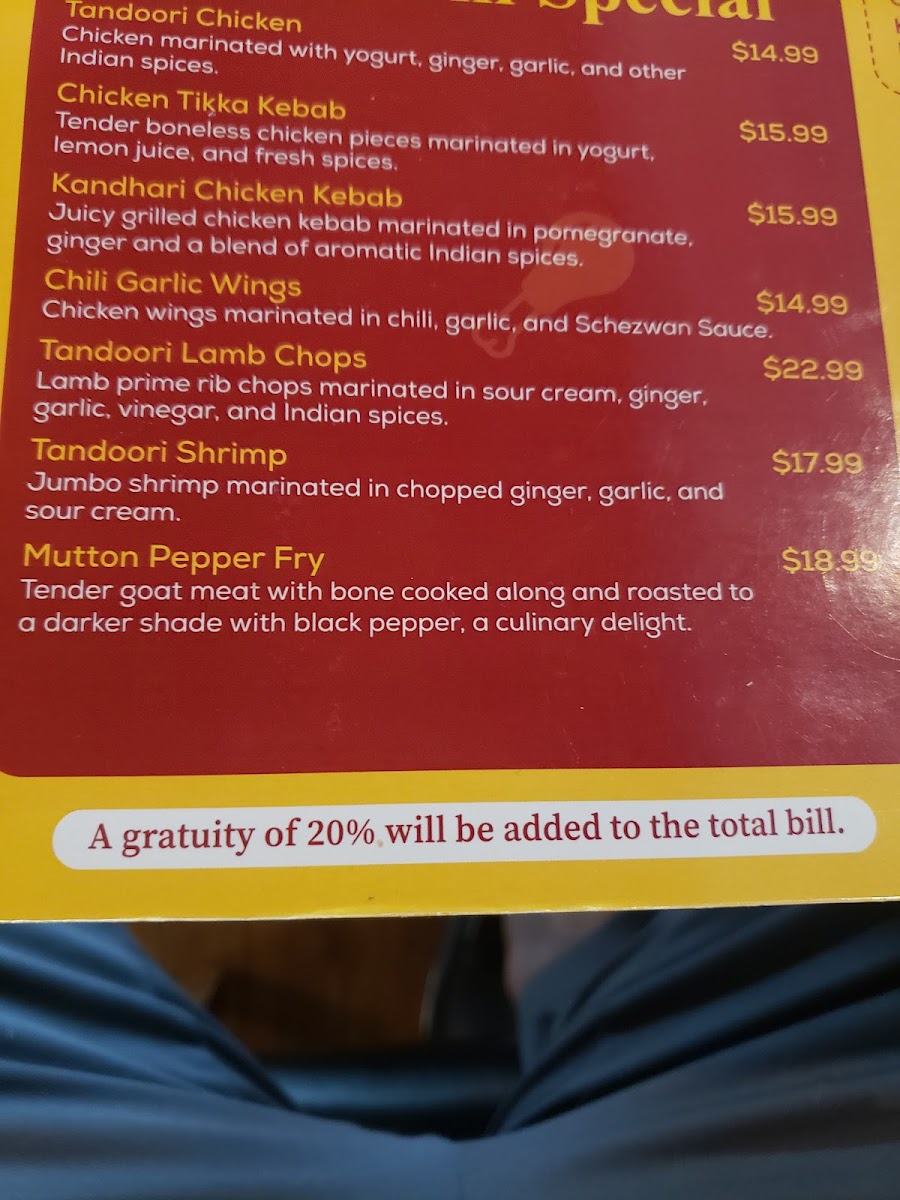 Special
Tandoori Chicken
$14.99
Chicken marinated with yogurt, ginger, garlic, and other
Indian spices.
Chicken Tikka Kebab
$15.99
Tender boneless chicken pieces marinated in yogurt,
lemon juice, and fresh spices.
Kandhari Chicken Kebab
$15.99
Juicy grilled chicken kebab marinated in pomegranate,
ginger and a blend of aromatic Indian spices.
Chili Garlic Wings
$14.99
Chicken wings marinated in chili, garlic, and Schezwan Sauce.
Tandoori Lamb Chops
$22.99
Lamb prime rib chops marinated in sour cream, ginger,
garlic, vinegar, and Indian spices.
Tandoori Shrimp
$17.99
Jumbo shrimp marinated in chopped ginger, garlic, and
sour cream.
Mutton Pepper Fry
$18.99
Tender goat meat with bone cooked along and roasted to
a darker shade with black pepper, a culinary delight.
A gratuity of 20% will be added to the total bill.